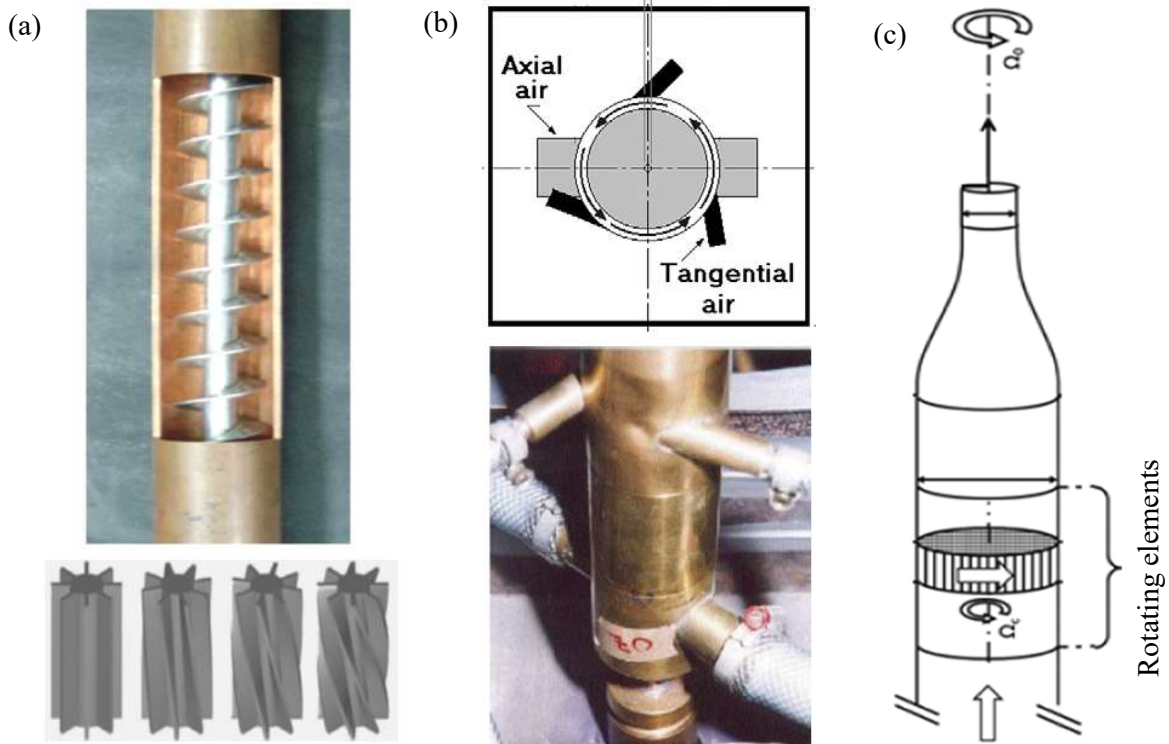 (a)
(b)
Axial
air
Tangential
air
(c)
Ω₀
Ω꜀
Rotating elements